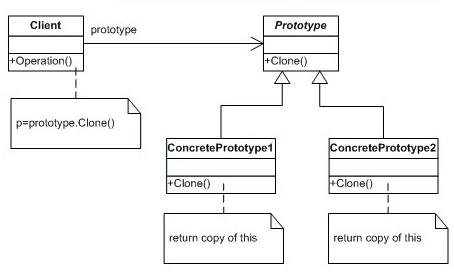 Client
prototype
Prototype
+Operation()
+Clone()
p=prototype.Clone()
ConcretePrototype1
ConcretePrototype2
+Clone()
+Clone()
return copy of this
return copy of this